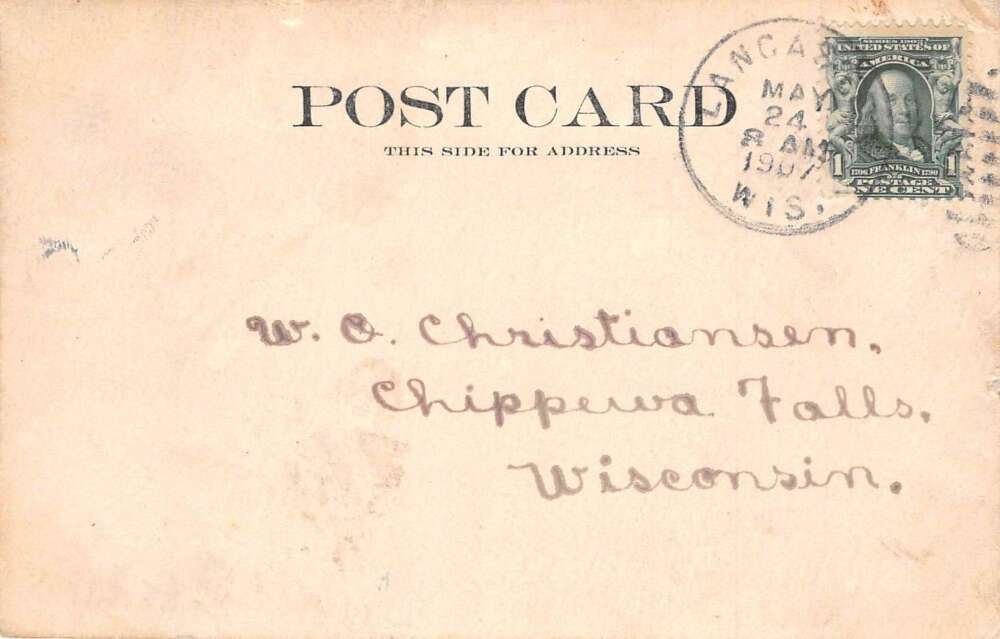 POST CARD
THIS SIDE FOR ADDRESS
MAY
24
8 AM
1907
WIS.
SERIES 1902
UNITED STATES OF
AMERICA
1706 FRANKLIN 1790
1 1
POSTAGE
ONE CENT
W. O. Christiansen,
Chippewa Falls,
Wisconsin.